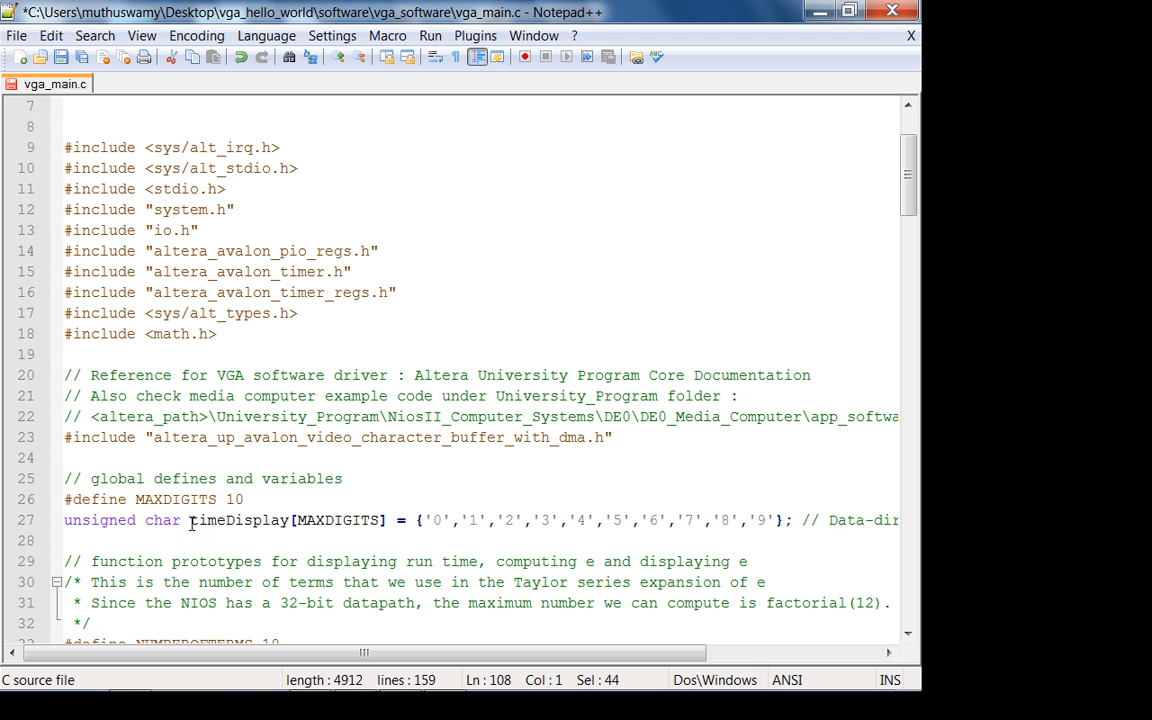 *C:\Users\muthuswamy\Desktop\vga_hello_world\software\vga_software\vga_main.c - Notepad++
File Edit Search View Encoding Language Settings Macro Run Plugins Window ? X
vga_main.c
7
8
9 #include <sys/alt_irq.h>
10 #include <sys/alt_stdio.h>
11 #include <stdio.h>
12 #include "system.h"
13 #include "io.h"
14 #include "altera_avalon_pio_regs.h"
15 #include "altera_avalon_timer.h"
16 #include "altera_avalon_timer_regs.h"
17 #include <sys/alt_types.h>
18 #include <math.h>
19
20 // Reference for VGA software driver : Altera University Program Core Documentation
21 // Also check media computer example code under University_Program folder :
22 // <altera_path>\University_Program\NiosII_Computer_Systems\DE0\DE0_Media_Computer\app_softwa
23 #include "altera_up_avalon_video_character_buffer_with_dma.h"
24
25 // global defines and variables
26 #define MAXDIGITS 10
27 unsigned char timeDisplay[MAXDIGITS] = {'0','1','2','3','4','5','6','7','8','9'}; // Data-dir
28
29 // function prototypes for displaying run time, computing e and displaying e
30 /* This is the number of terms that we use in the Taylor series expansion of e
31 * Since the NIOS has a 32-bit datapath, the maximum number we can compute is factorial(12).
32 */
33 #define NUMBEROFTERMS 10
C source file length : 4912 lines : 159 Ln : 108 Col : 1 Sel : 44 Dos\Windows ANSI INS